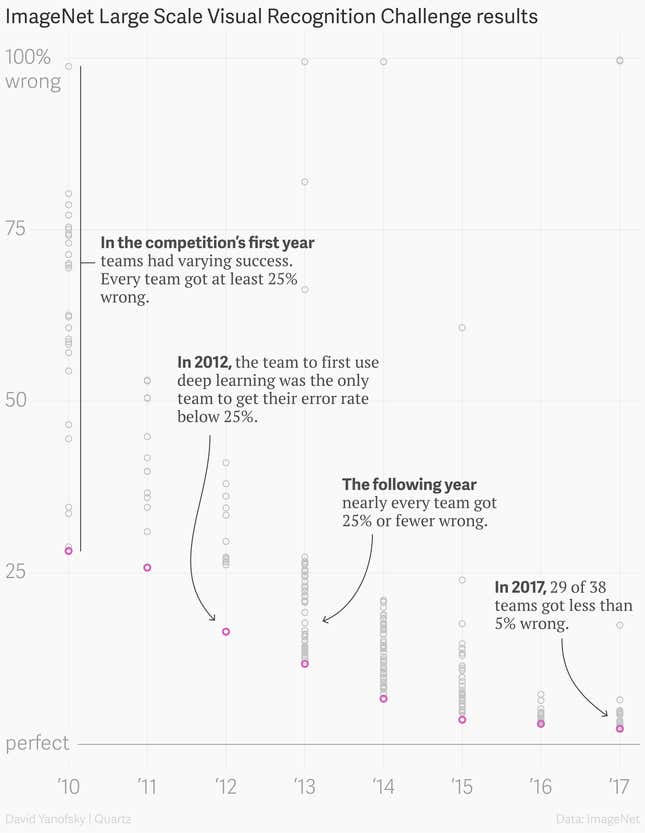 ImageNet Large Scale Visual Recognition Challenge results
100%
wrong
75
In the competition’s first year
teams had varying success.
Every team got at least 25%
wrong.
In 2012, the team to first use
deep learning was the only
team to get their error rate
below 25%.
50
The following year
nearly every team got
25% or fewer wrong.
25
In 2017, 29 of 38
teams got less than
5% wrong.
perfect
’10 ’11 ’12 ’13 ’14 ’15 ’16 ’17
David Yanofsky | Quartz
Data: ImageNet